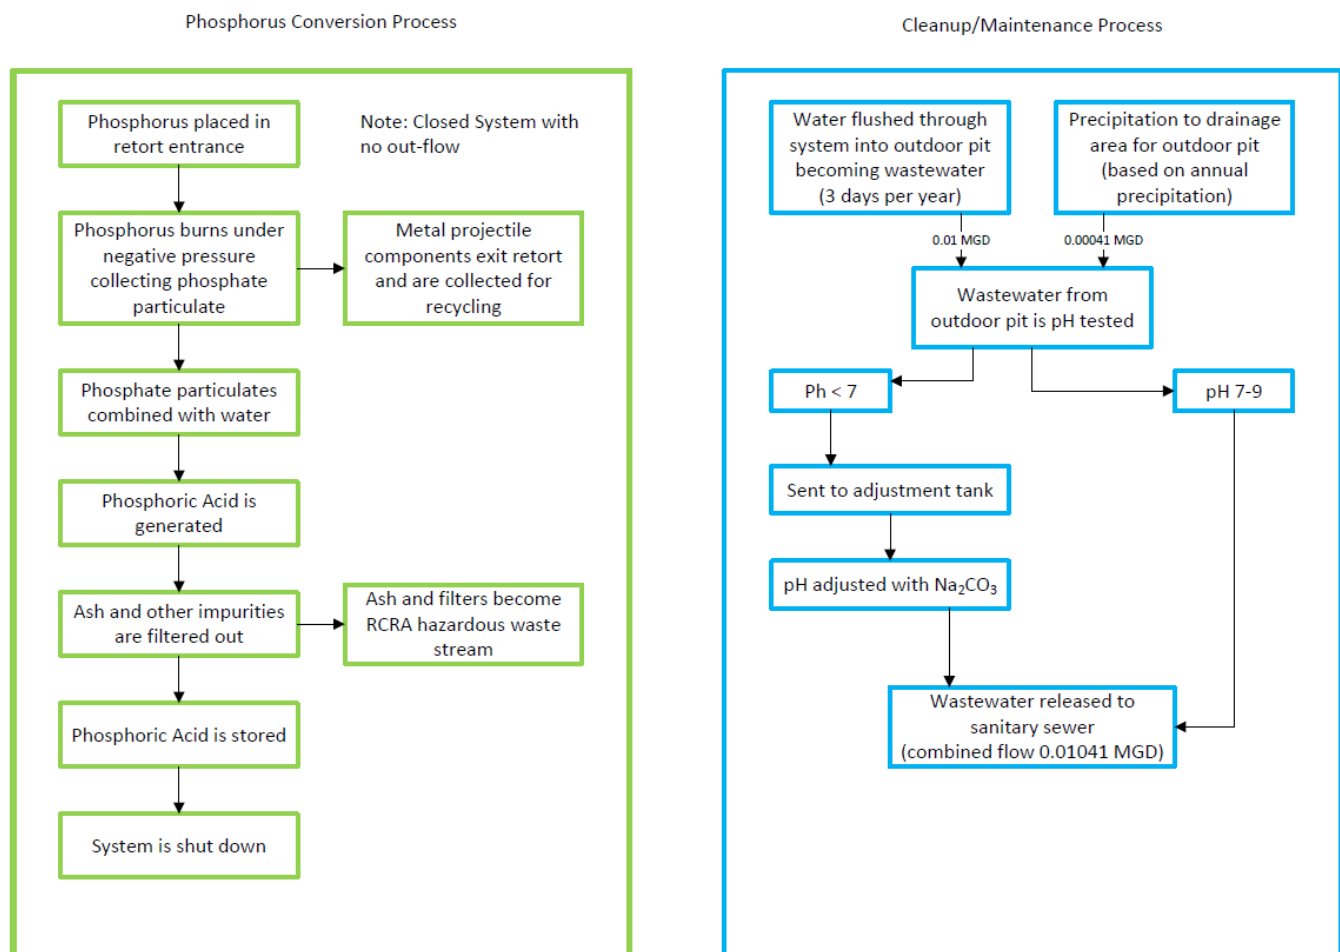 Phosphorus Conversion Process
Phosphorus placed in
retort entrance
Note: Closed System with
no out-flow
Phosphorus burns under
negative pressure
collecting phosphate
particulate
Metal projectile
components exit retort
and are collected for
recycling
Phosphate particulates
combined with water
Phosphoric Acid is
generated
Ash and other impurities
are filtered out
Ash and filters become
RCRA hazardous waste
stream
Phosphoric Acid is stored
System is shut down
Cleanup/Maintenance Process
Water flushed through
system into outdoor pit
becoming wastewater
(3 days per year)
Precipitation to drainage
area for outdoor pit
(based on annual
precipitation)
0.01 MGD
0.00041 MGD
Wastewater from
outdoor pit is pH tested
Ph < 7
pH 7-9
Sent to adjustment tank
pH adjusted with Na₂CO₃
Wastewater released to
sanitary sewer
(combined flow 0.01041 MGD)